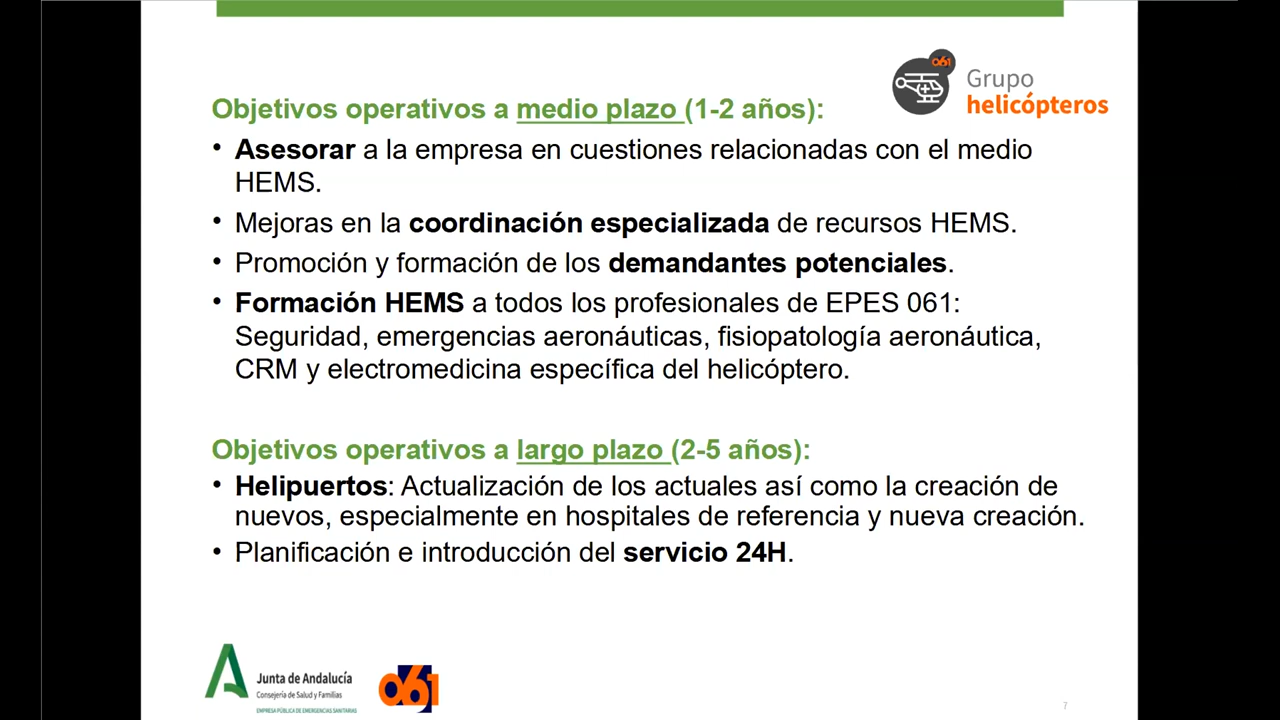 061
Grupo
helicópteros
Objetivos operativos a medio plazo (1-2 años):
• Asesorar a la empresa en cuestiones relacionadas con el medio
HEMS.
• Mejoras en la coordinación especializada de recursos HEMS.
• Promoción y formación de los demandantes potenciales.
• Formación HEMS a todos los profesionales de EPES 061:
Seguridad, emergencias aeronáuticas, fisiopatología aeronáutica,
CRM y electromedicina específica del helicóptero.
Objetivos operativos a largo plazo (2-5 años):
• Helipuertos: Actualización de los actuales así como la creación de
nuevos, especialmente en hospitales de referencia y nueva creación.
• Planificación e introducción del servicio 24H.
Junta de Andalucía
Consejería de Salud y Familias
EMPRESA PÚBLICA DE EMERGENCIAS SANITARIAS
061
7